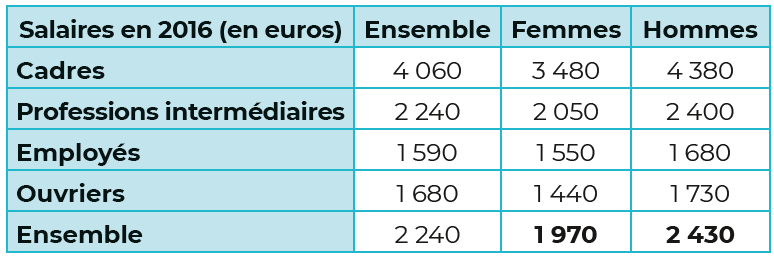 Salaires en 2016 (en euros) Ensemble Femmes Hommes
Cadres 4 060 3 480 4 380
Professions intermédiaires 2 240 2 050 2 400
Employés 1 590 1 550 1 680
Ouvriers 1 680 1 440 1 730
Ensemble 2 240 1 970 2 430